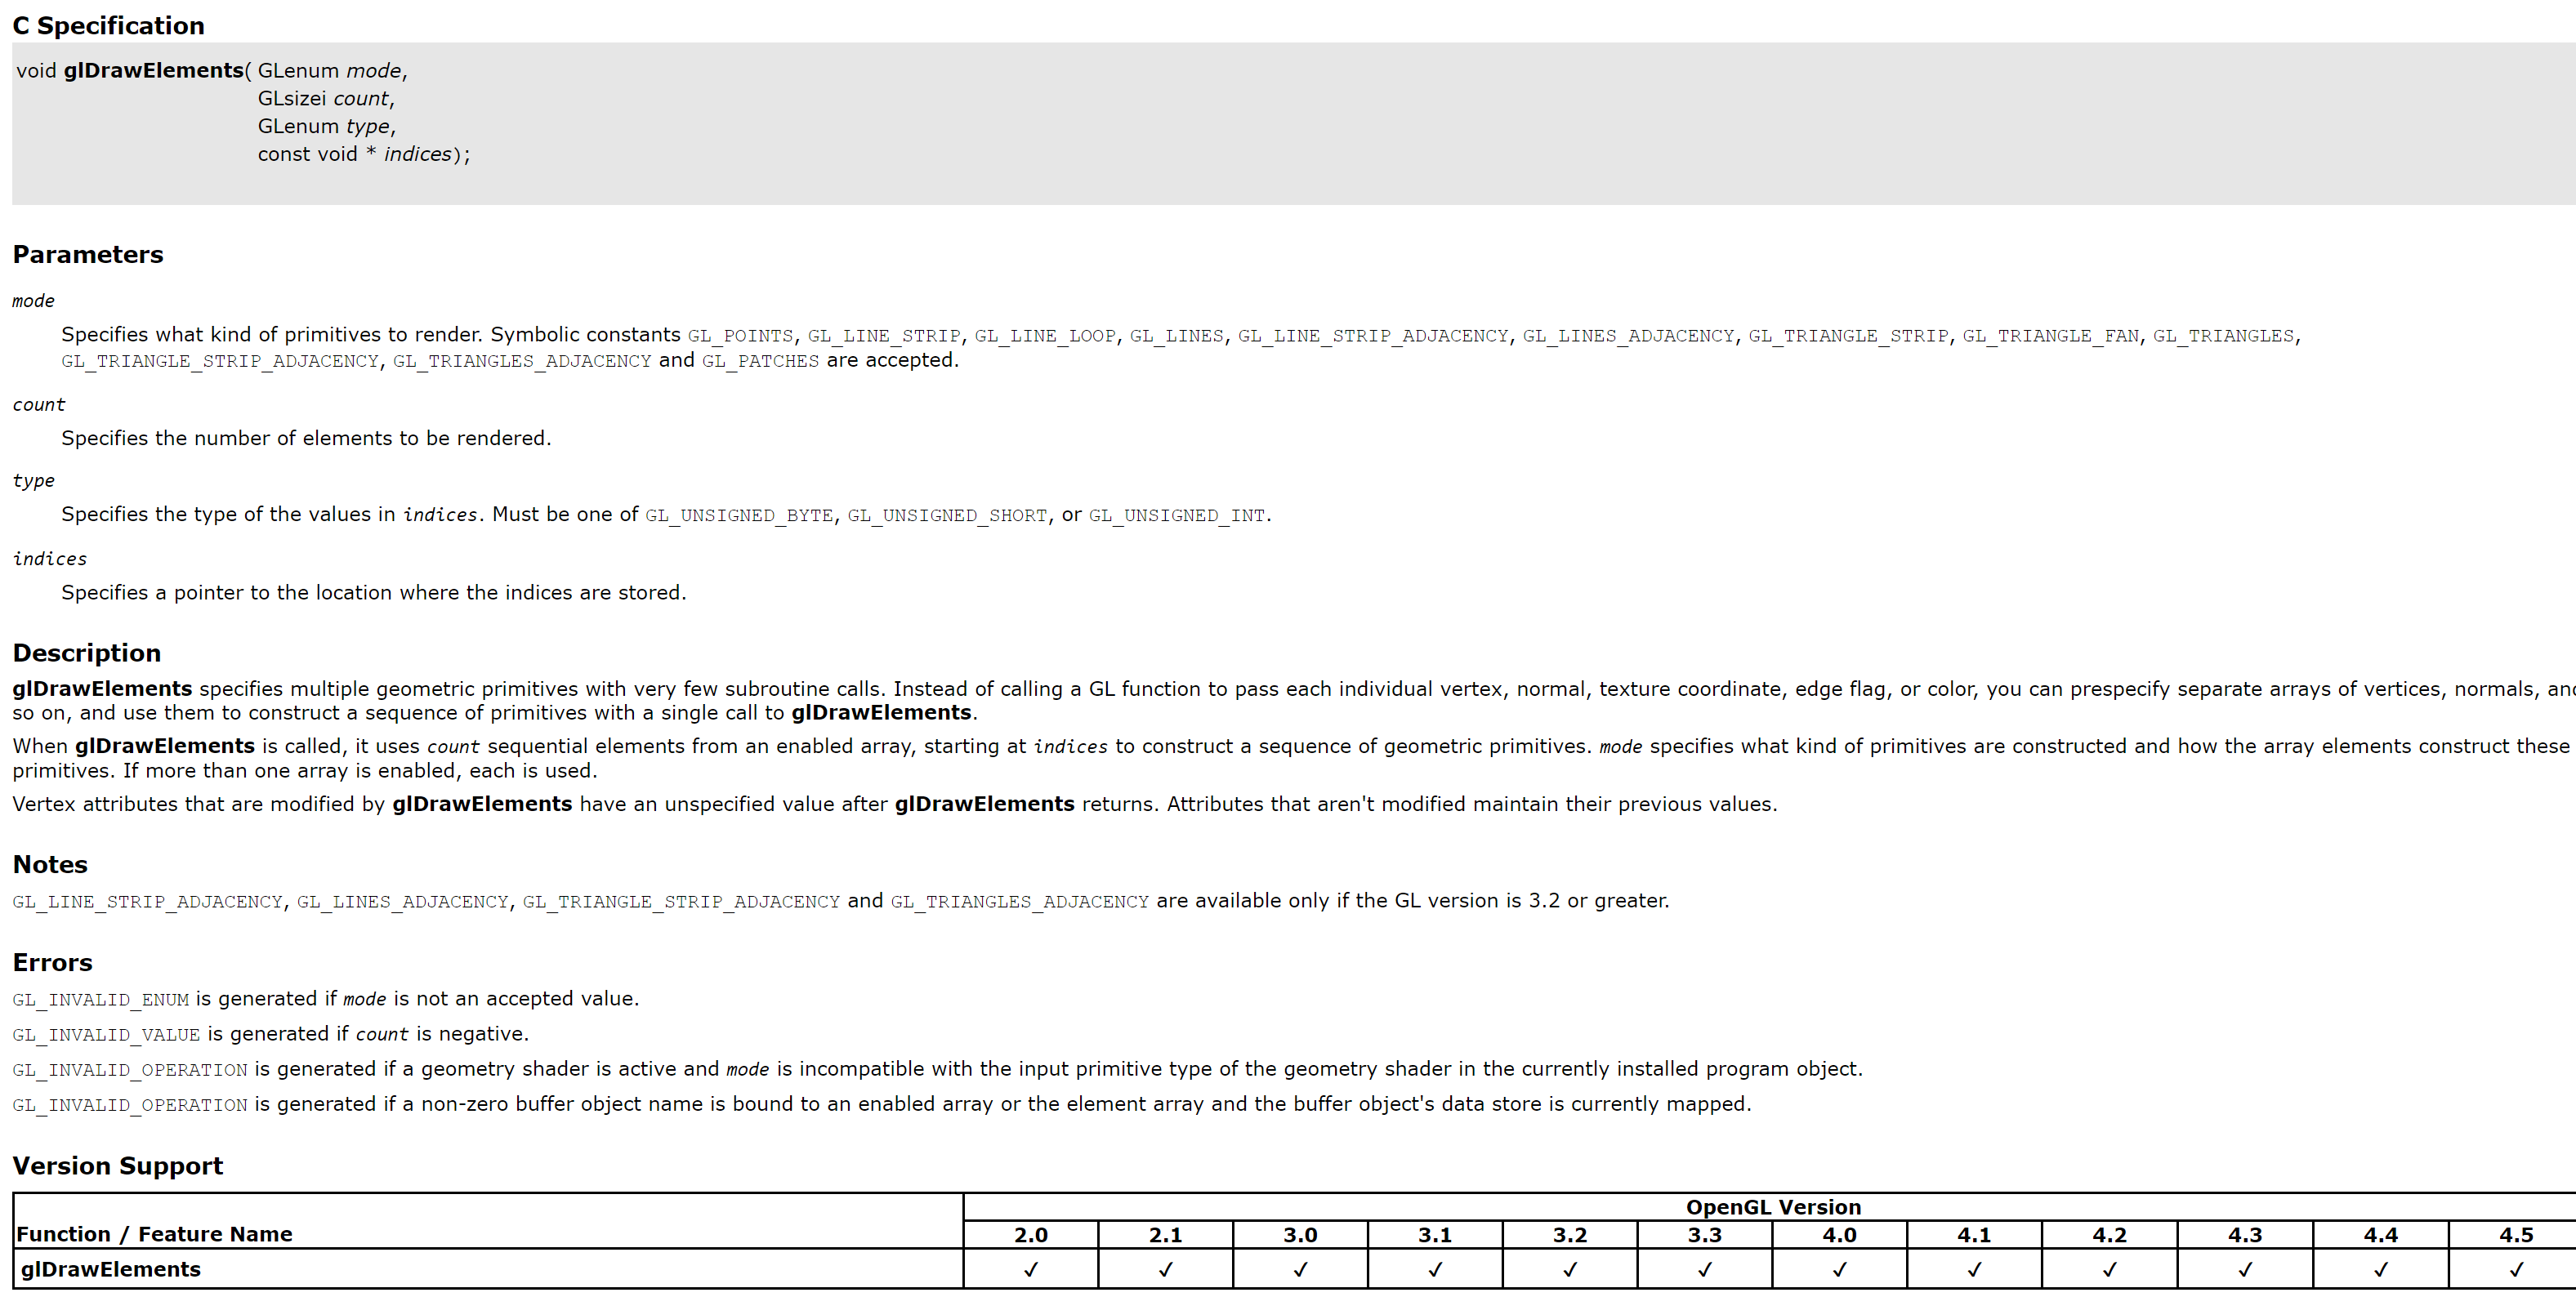 C Specification
void glDrawElements( GLenum mode,
GLsizei count,
GLenum type,
const void * indices);
Parameters
mode
Specifies what kind of primitives to render. Symbolic constants GL_POINTS, GL_LINE_STRIP, GL_LINE_LOOP, GL_LINES, GL_LINE_STRIP_ADJACENCY, GL_LINES_ADJACENCY, GL_TRIANGLE_STRIP, GL_TRIANGLE_FAN, GL_TRIANGLES,
GL_TRIANGLE_STRIP_ADJACENCY, GL_TRIANGLES_ADJACENCY and GL_PATCHES are accepted.
count
Specifies the number of elements to be rendered.
type
Specifies the type of the values in indices. Must be one of GL_UNSIGNED_BYTE, GL_UNSIGNED_SHORT, or GL_UNSIGNED_INT.
indices
Specifies a pointer to the location where the indices are stored.
Description
glDrawElements specifies multiple geometric primitives with very few subroutine calls. Instead of calling a GL function to pass each individual vertex, normal, texture coordinate, edge flag, or color, you can prespecify separate arrays of vertices, normals, and
so on, and use them to construct a sequence of primitives with a single call to glDrawElements.
When glDrawElements is called, it uses count sequential elements from an enabled array, starting at indices to construct a sequence of geometric primitives. mode specifies what kind of primitives are constructed and how the array elements construct these
primitives. If more than one array is enabled, each is used.
Vertex attributes that are modified by glDrawElements have an unspecified value after glDrawElements returns. Attributes that aren't modified maintain their previous values.
Notes
GL_LINE_STRIP_ADJACENCY, GL_LINES_ADJACENCY, GL_TRIANGLE_STRIP_ADJACENCY and GL_TRIANGLES_ADJACENCY are available only if the GL version is 3.2 or greater.
Errors
GL_INVALID_ENUM is generated if mode is not an accepted value.
GL_INVALID_VALUE is generated if count is negative.
GL_INVALID_OPERATION is generated if a geometry shader is active and mode is incompatible with the input primitive type of the geometry shader in the currently installed program object.
GL_INVALID_OPERATION is generated if a non-zero buffer object name is bound to an enabled array or the element array and the buffer object's data store is currently mapped.
Version Support
OpenGL Version
Function / Feature Name 2.0 2.1 3.0 3.1 3.2 3.3 4.0 4.1 4.2 4.3 4.4 4.5
glDrawElements ✓ ✓ ✓ ✓ ✓ ✓ ✓ ✓ ✓ ✓ ✓ ✓